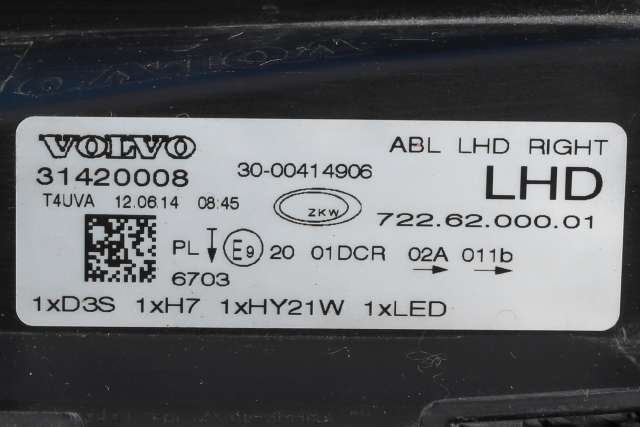 VOLVO ABL LHD RIGHT
31420008 30-00414906 LHD
T4UVA 12.06.14 08:45 ZKW 722.62.000.01
PL E9 20 01DCR 02A 011b
6703
1xD3S 1xH7 1xHY21W 1xLED